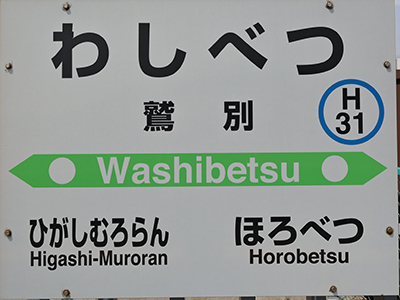 わしべつ
鷲別
H
31
Washibetsu
ひがしむろらん
Higashi-Muroran
ほろべつ
Horobetsu